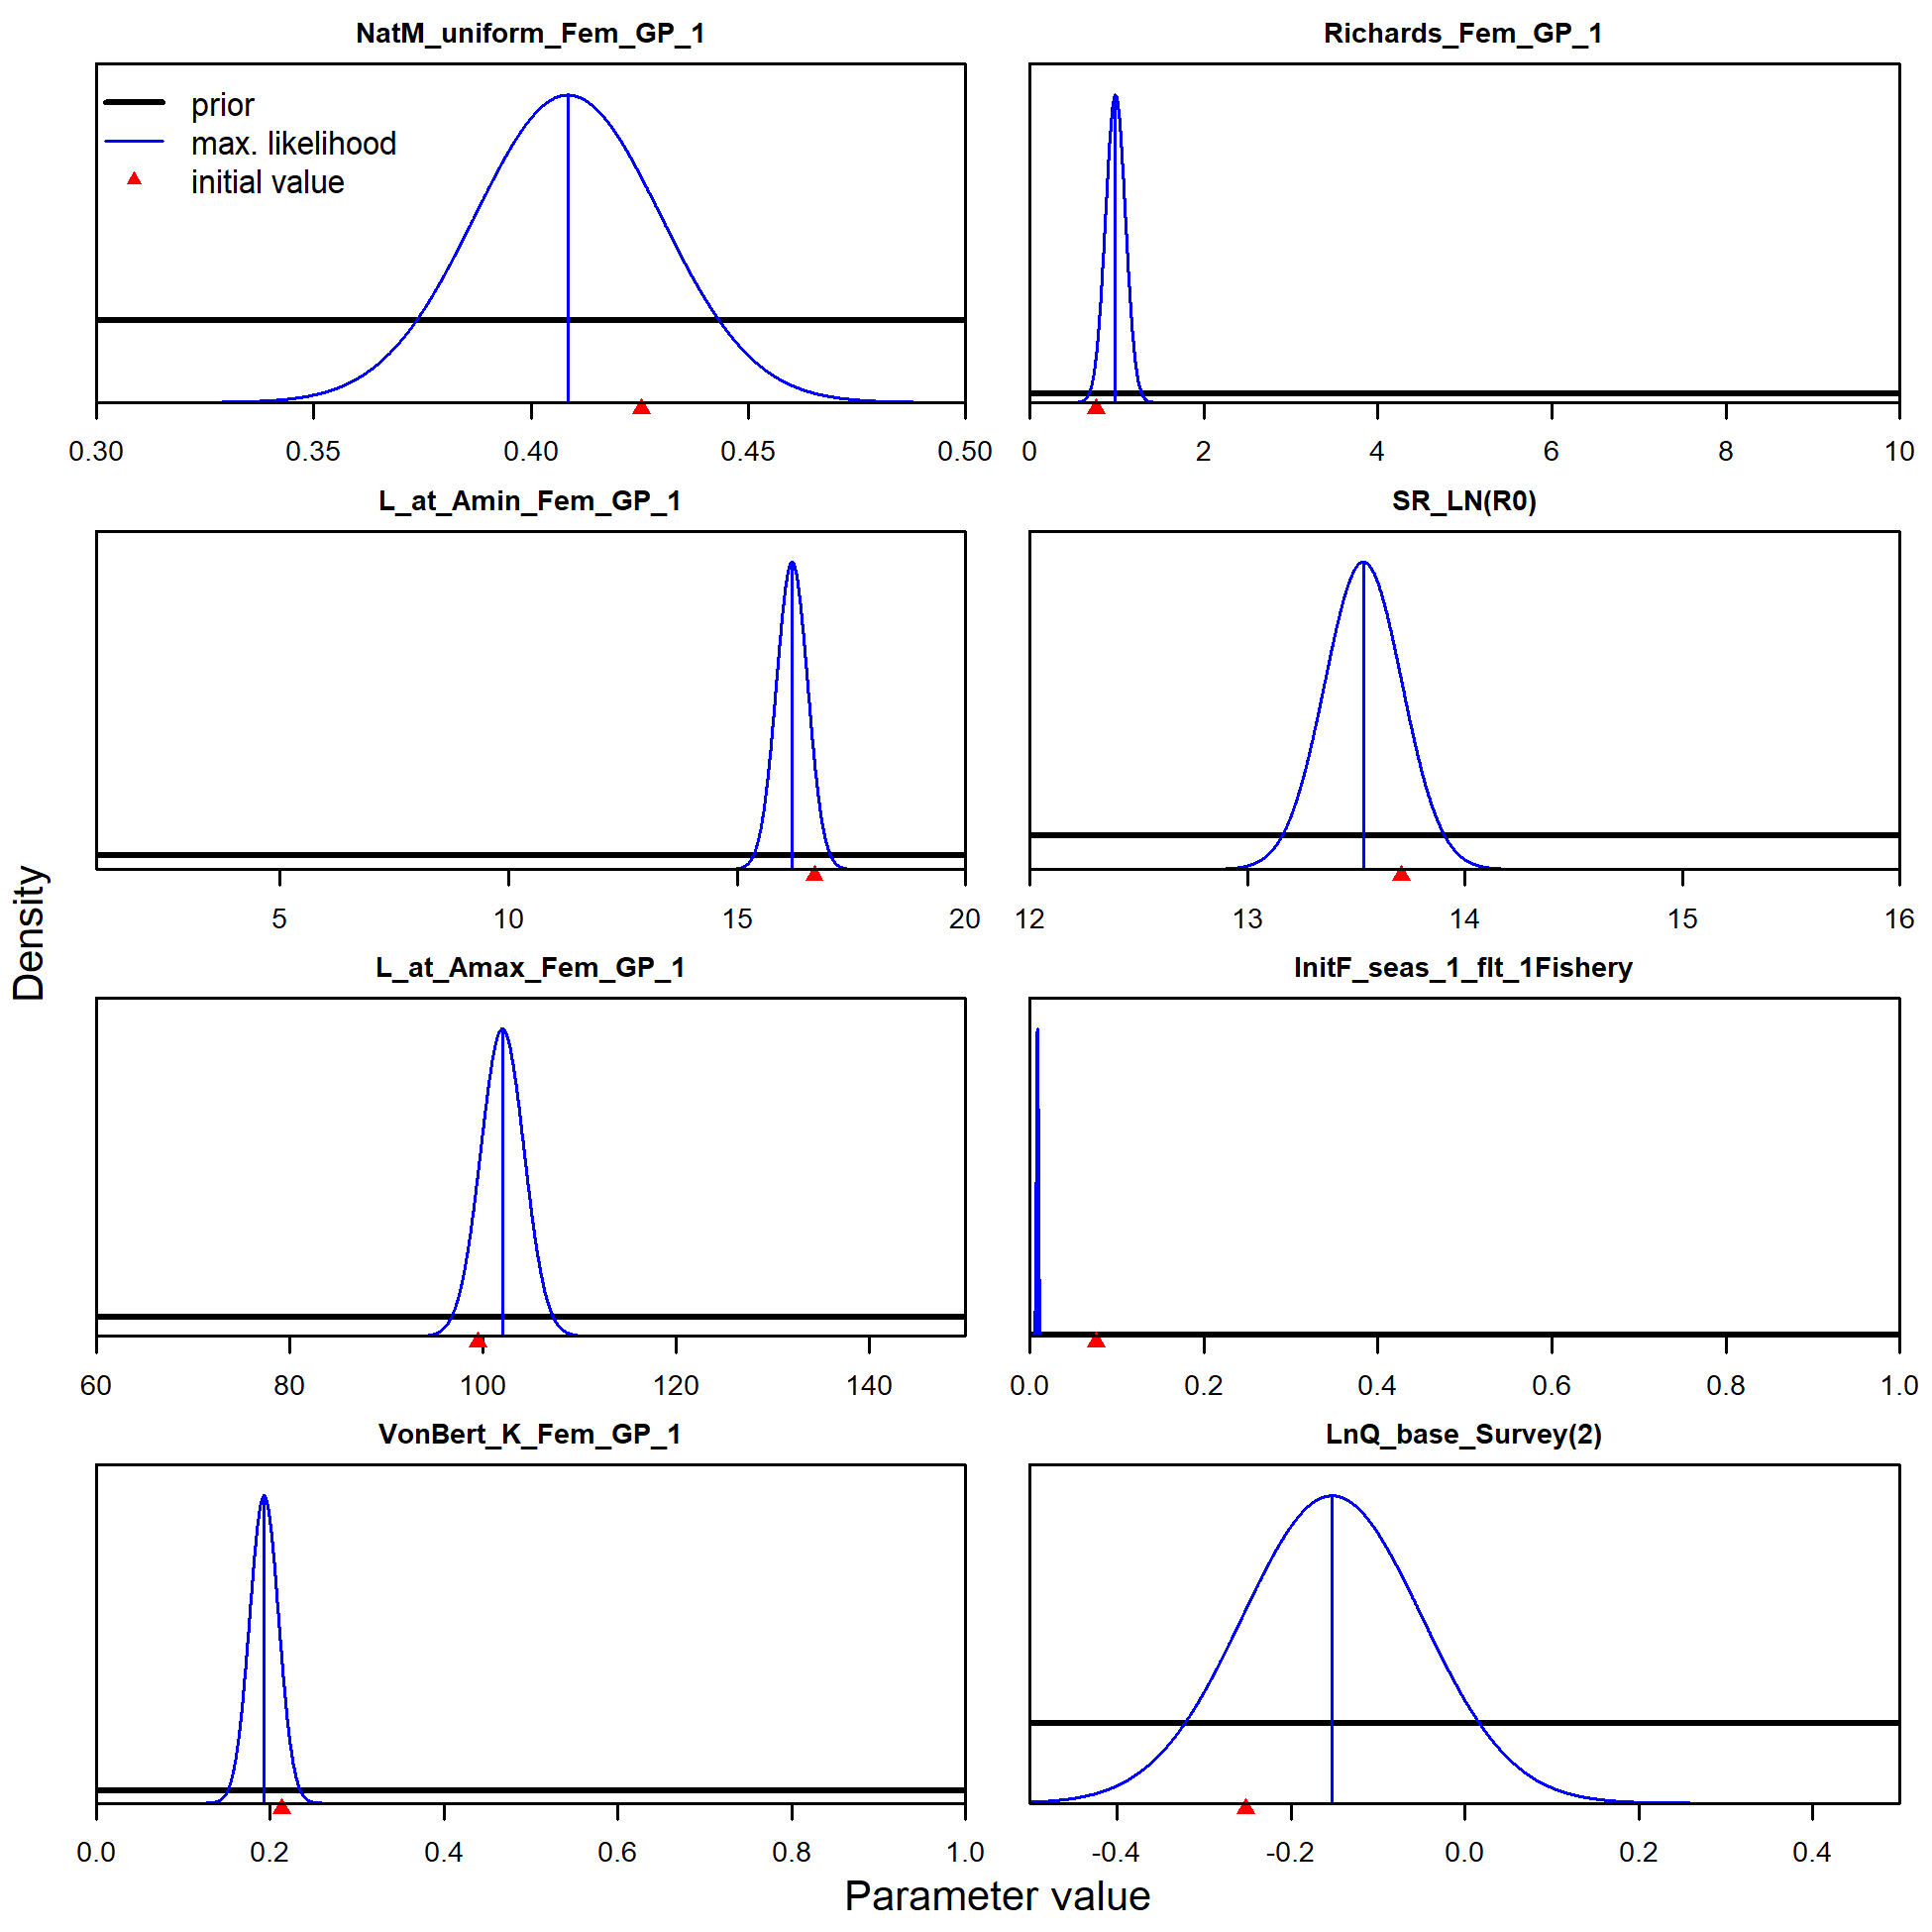 NatM_uniform_Fem_GP_1
prior
max. likelihood
initial value
0.30 0.35 0.40 0.45 0.50
Richards_Fem_GP_1
0 2 4 6 8 10
L_at_Amin_Fem_GP_1
5 10 15 20
SR_LN(R0)
12 13 14 15 16
L_at_Amax_Fem_GP_1
60 80 100 120 140
InitF_seas_1_flt_1Fishery
0.0 0.2 0.4 0.6 0.8 1.0
VonBert_K_Fem_GP_1
0.0 0.2 0.4 0.6 0.8 1.0
LnQ_base_Survey(2)
-0.4 -0.2 0.0 0.2 0.4
Density
Parameter value